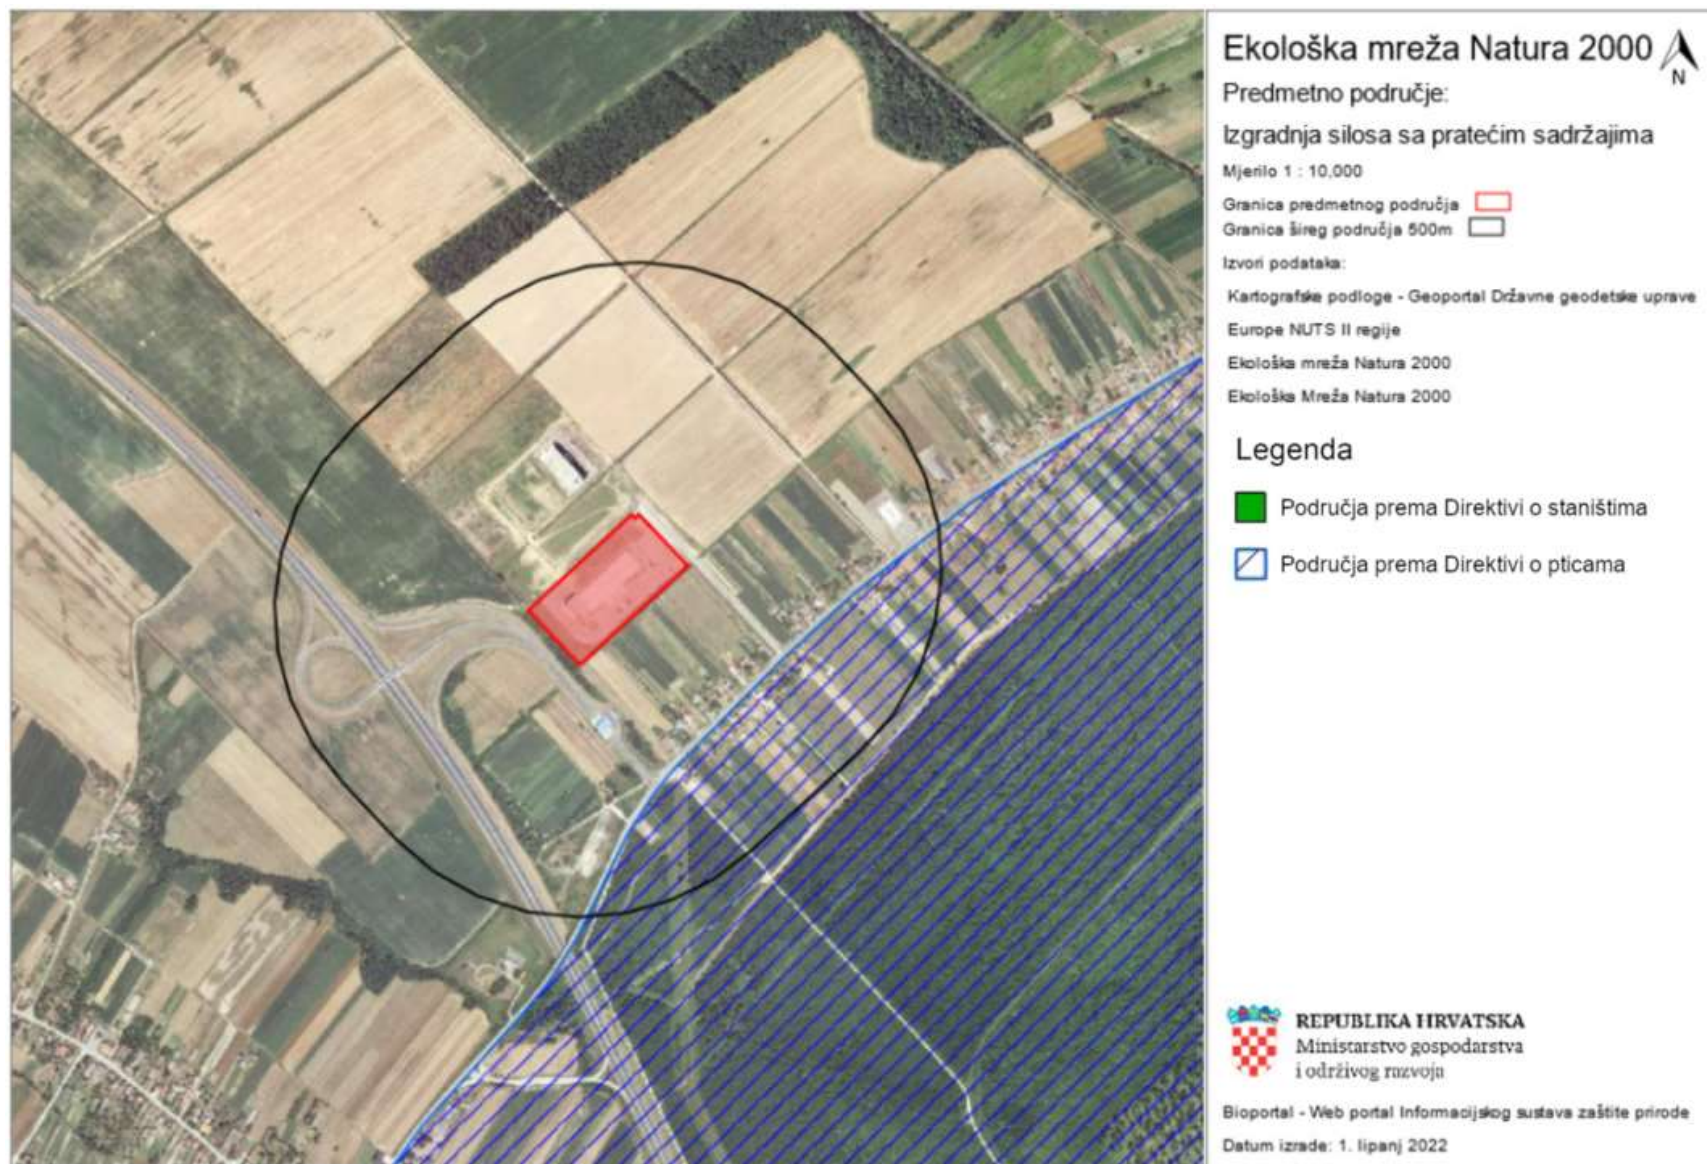 Ekološka mreža Natura 2000
N
Predmetno područje:
Izgradnja silosa sa pratećim sadržajima
Mjerilo 1 : 10,000
Granica predmetnog područja
Granica šireg područja 500m
Izvori podataka:
Kartografske podloge - Geoportal Državne geodetske uprave
Europe NUTS II regije
Ekološka mreža Natura 2000
Ekološka Mreža Natura 2000
Legenda
Područja prema Direktivi o staništima
Područja prema Direktivi o pticama
REPUBLIKA HRVATSKA
Ministarstvo gospodarstva
i održivog razvoja
Bioportal - Web portal Informacijskog sustava zaštite prirode
Datum izrade: 1. lipanj 2022